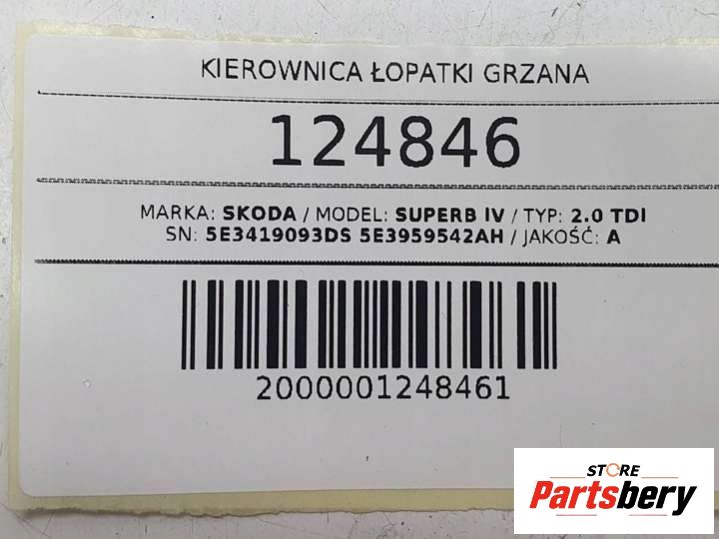 KIEROWNICA ŁOPATKI GRZANA
124846
MARKA: SKODA / MODEL: SUPERB IV / TYP: 2.0 TDI
SN: 5E3419093DS 5E3959542AH / JAKOŚĆ: A
2000001248461
STORE
Partsbery